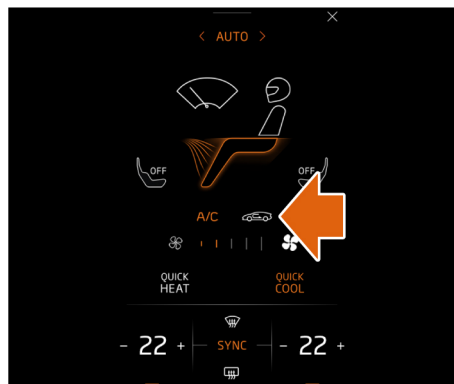 < AUTO >
OFF
OFF
A/C
QUICK HEAT
QUICK COOL
- 22 +
SYNC
- 22 +